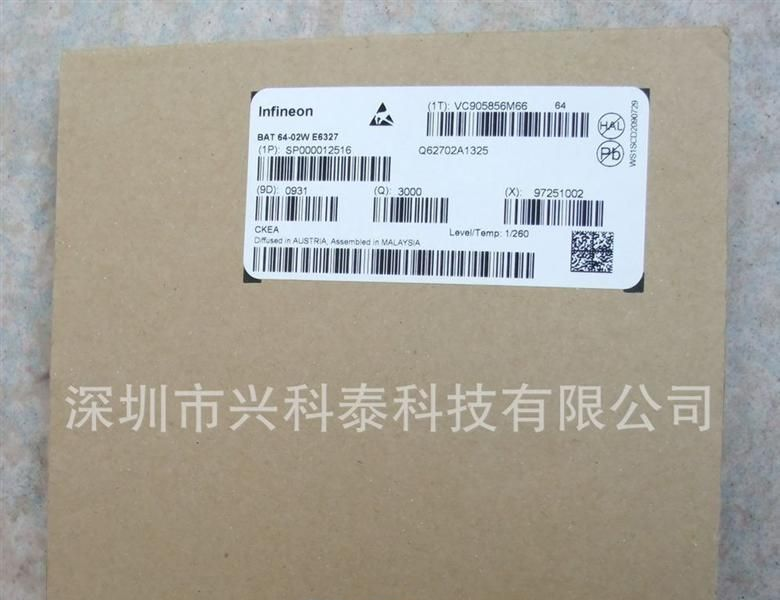 Infineon
(1T): VC905856M66 64
BAT 64-02W E6327
(1P): SP000012516 Q62702A1325
HAL
Pb
WS1SCD2090729
(9D): 0931 (Q): 3000 (X): 97251002
CKEA Level/Temp: 1/260
Diffused in AUSTRIA, Assembled in MALAYSIA
深圳市兴科泰科技有限公司